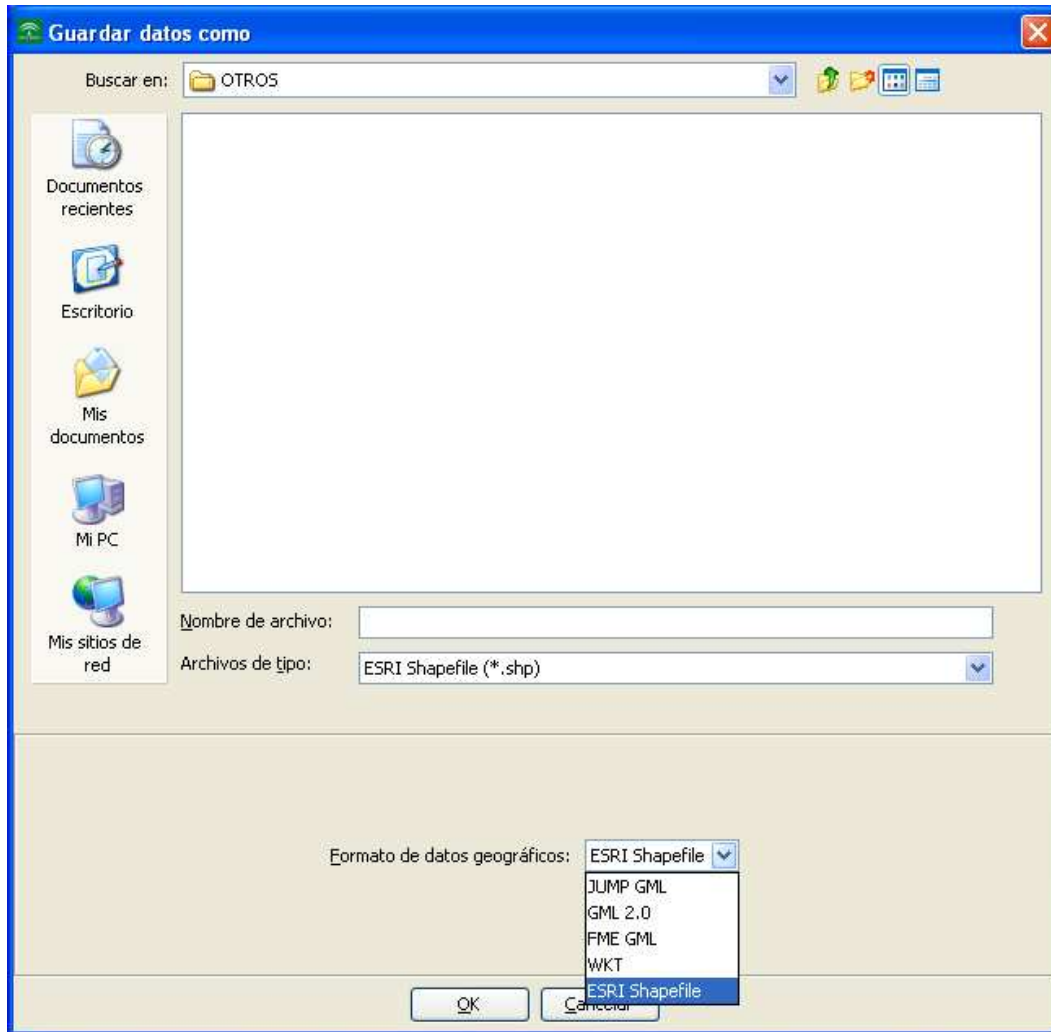 Guardar datos como
Buscar en:
OTROS
Documentos
recientes
Escritorio
Mis
documentos
Mi PC
Mis sitios de
red
Nombre de archivo:
Archivos de tipo:
ESRI Shapefile (*.shp)
Formato de datos geográficos:
ESRI Shapefile
JUMP GML
GML 2.0
FME GML
WKT
ESRI Shapefile
OK
Cancelar